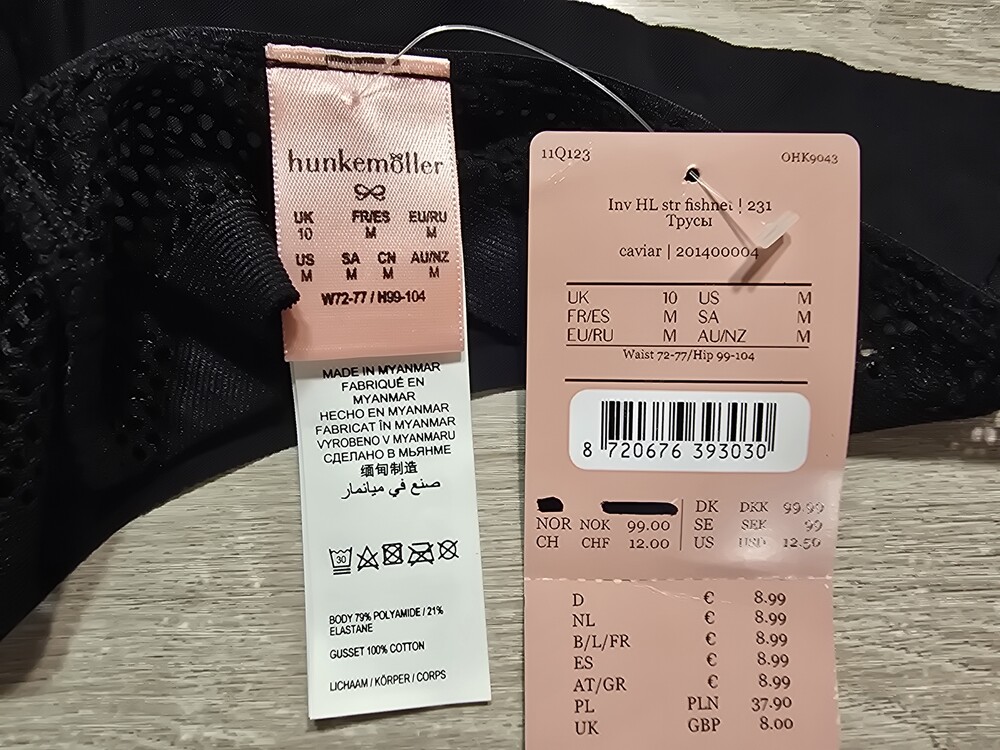 hunkemöller
UK FR/ES EU/RU
10 M M
US SA CN AU/NZ
M M M M
W72-77 / H99-104
MADE IN MYANMAR
FABRIQUÉ EN
MYANMAR
HECHO EN MYANMAR
FABRICAT ÎN MYANMAR
VYROBENO V MYANMARU
СДЕЛАНО В МЬЯНМЕ
缅甸制造
صنع في ميانمار
30
BODY 79% POLYAMIDE / 21%
ELASTANE
GUSSET 100% COTTON
LICHAAM / KÖRPER / CORPS
11Q123 OHK9043
Inv HL str fishnet ! 231
Трусы
caviar | 201400004
UK 10 US M
FR/ES M SA M
EU/RU M AU/NZ M
Waist 72-77/Hip 99-104
8 720676 393030
DK DKK 99.99
NOR NOK 99.00 SE SEK 99
CH CHF 12.00 US USD 12.50
D € 8.99
NL € 8.99
B/L/FR € 8.99
ES € 8.99
AT/GR € 8.99
PL PLN 37.90
UK GBP 8.00